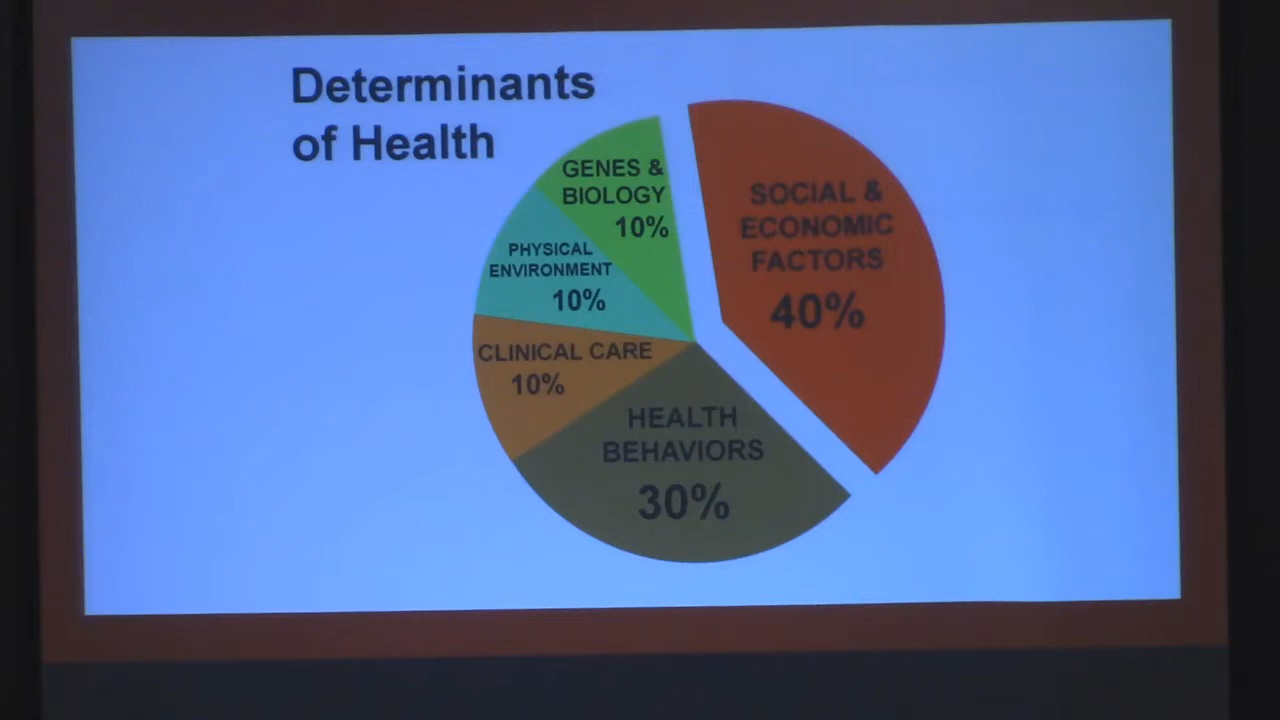 Determinants
of Health
GENES &
BIOLOGY
10%
SOCIAL &
ECONOMIC
FACTORS
40%
PHYSICAL
ENVIRONMENT
10%
CLINICAL CARE
10%
HEALTH
BEHAVIORS
30%